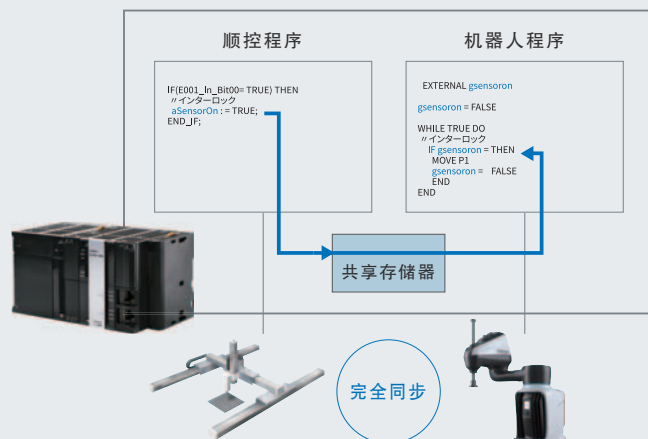 顺控程序
IF(E001_ln_Bit00= TRUE) THEN
〃インターロック
aSensorOn : = TRUE;
END_IF;
机器人程序
EXTERNAL gsensoron
gsensoron = FALSE
WHILE TRUE DO
〃インターロック
IF gsensoron = THEN
MOVE P1
gsensoron = FALSE
END
END
共享存储器
完全同步